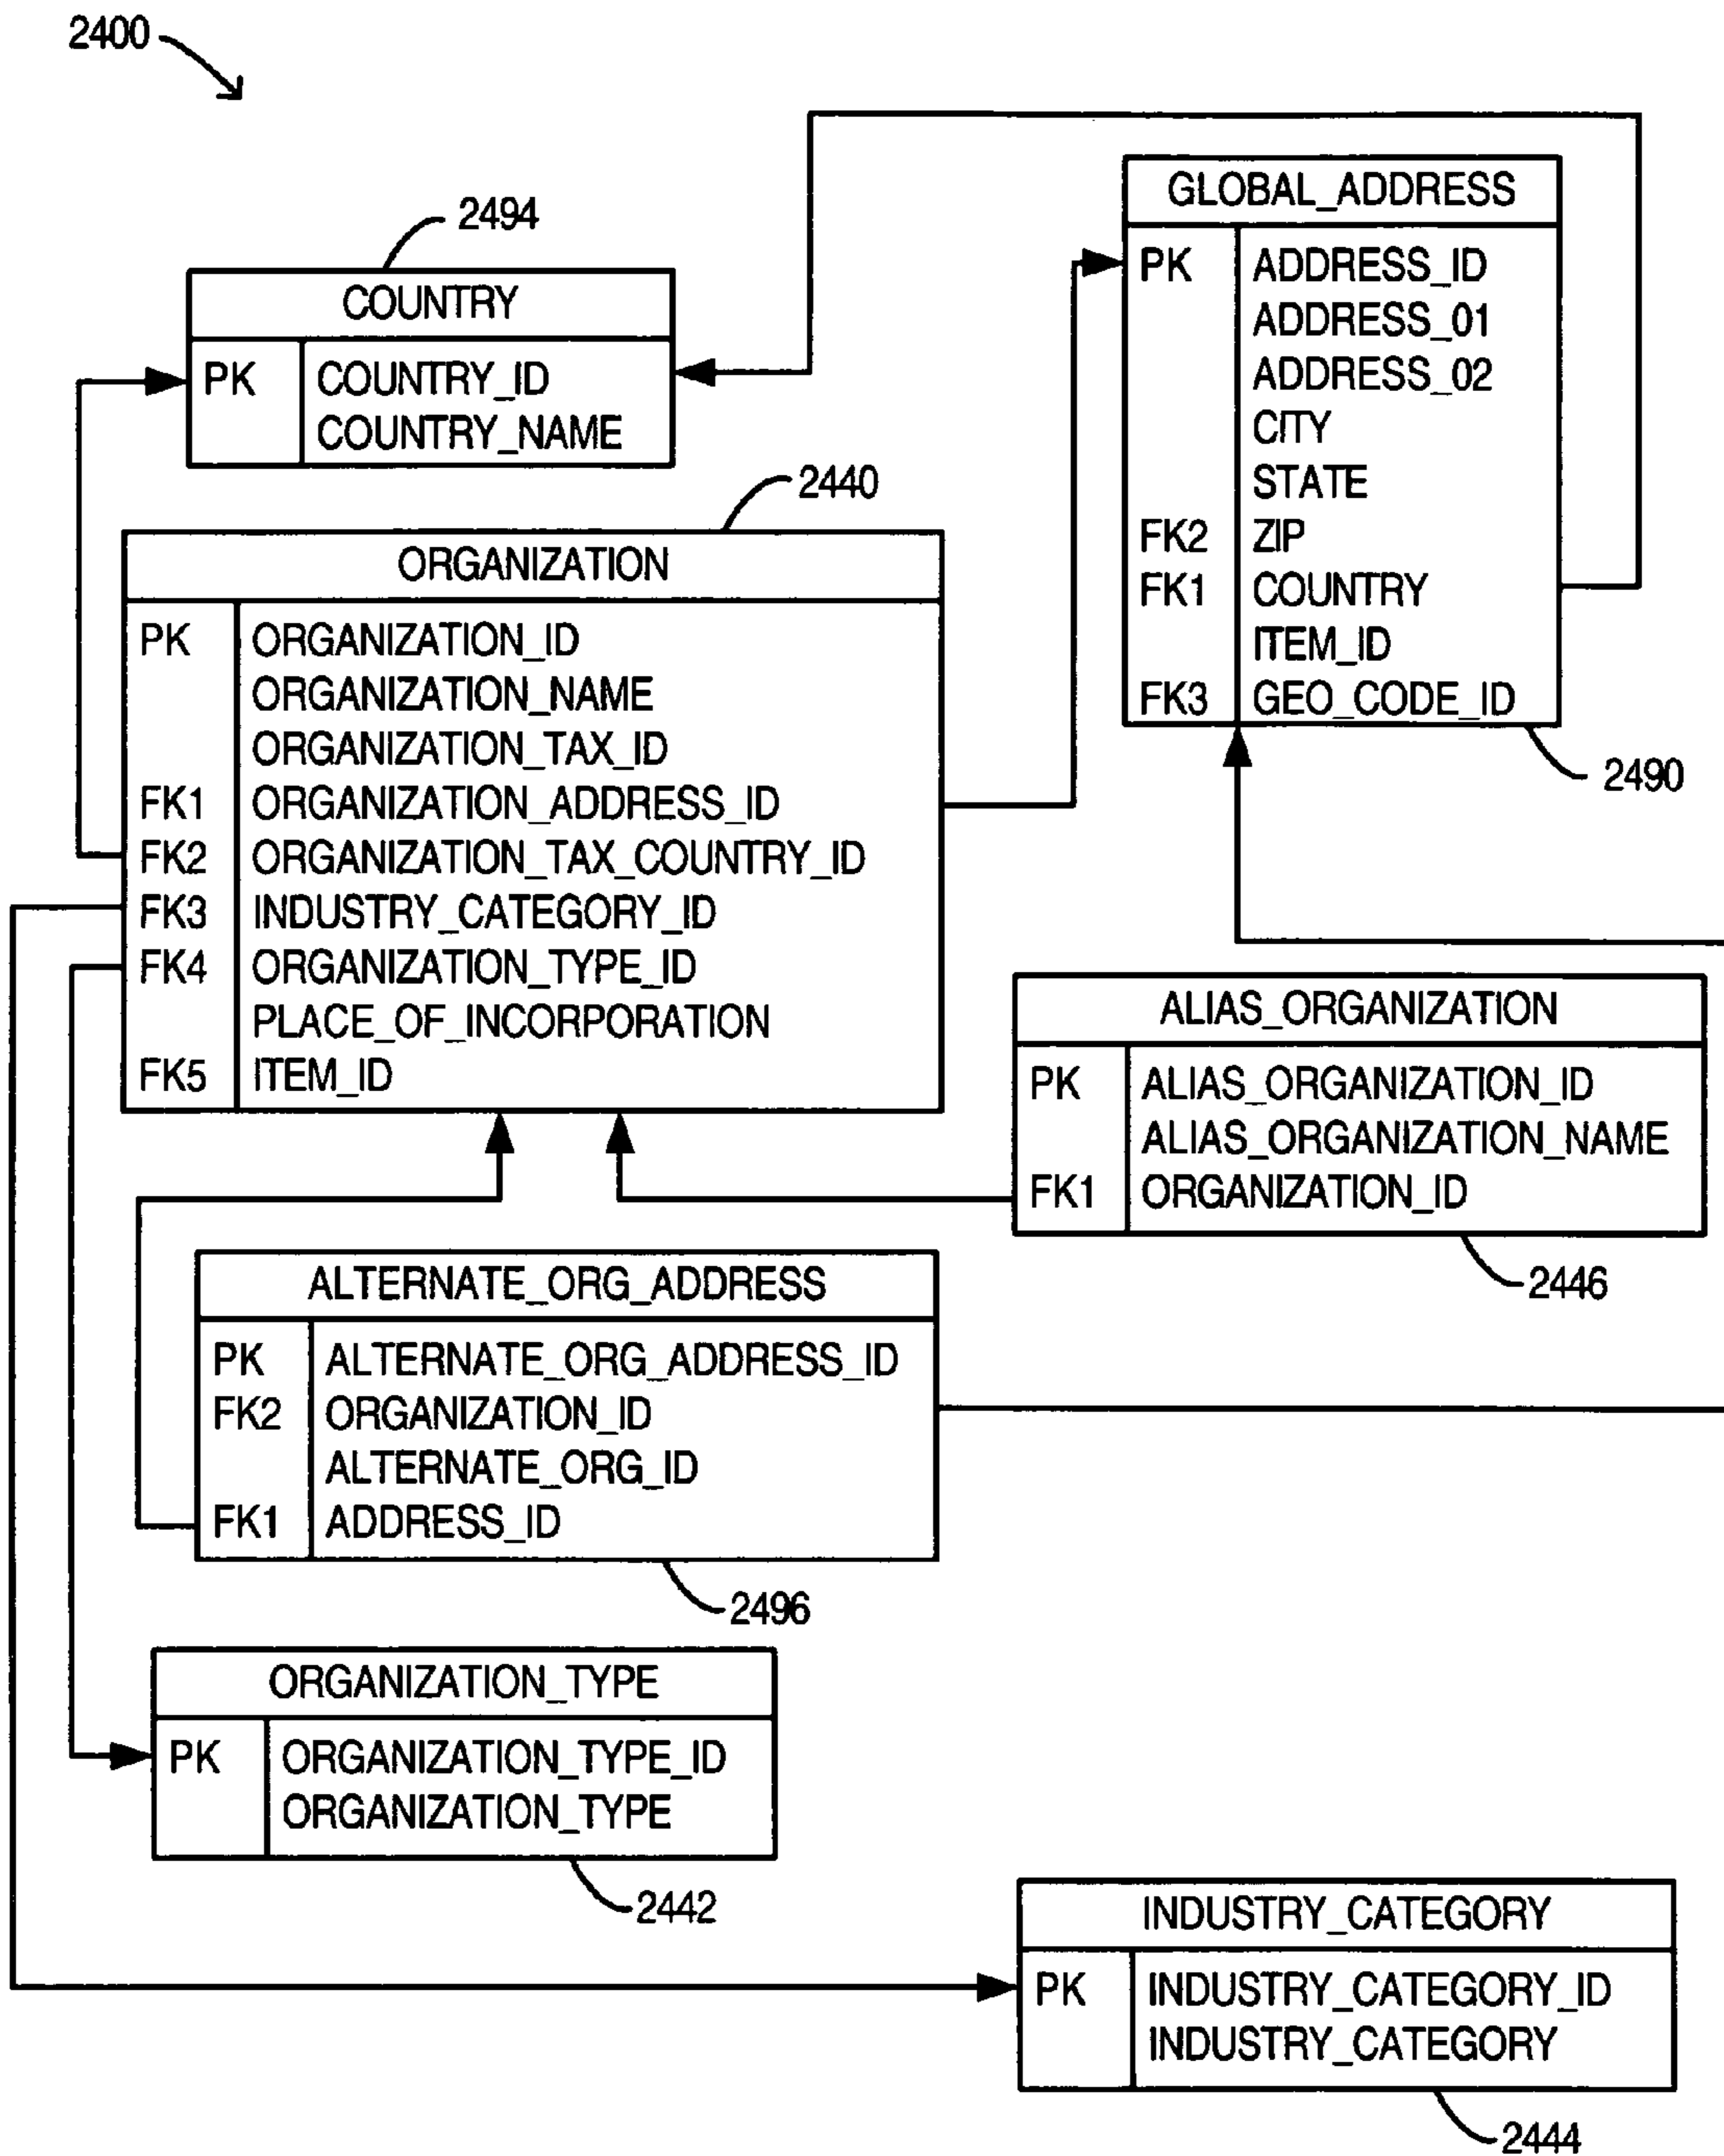 2400
2494
COUNTRY
PK COUNTRY_ID
COUNTRY_NAME
GLOBAL_ADDRESS
PK ADDRESS_ID
ADDRESS_01
ADDRESS_02
CITY
STATE
FK2 ZIP
FK1 COUNTRY
ITEM_ID
FK3 GEO_CODE_ID
2490
2440
ORGANIZATION
PK ORGANIZATION_ID
ORGANIZATION_NAME
ORGANIZATION_TAX_ID
FK1 ORGANIZATION_ADDRESS_ID
FK2 ORGANIZATION_TAX_COUNTRY_ID
FK3 INDUSTRY_CATEGORY_ID
FK4 ORGANIZATION_TYPE_ID
PLACE_OF_INCORPORATION
FK5 ITEM_ID
ALIAS_ORGANIZATION
PK ALIAS_ORGANIZATION_ID
ALIAS_ORGANIZATION_NAME
FK1 ORGANIZATION_ID
2446
ALTERNATE_ORG_ADDRESS
PK ALTERNATE_ORG_ADDRESS_ID
FK2 ORGANIZATION_ID
ALTERNATE_ORG_ID
FK1 ADDRESS_ID
2496
ORGANIZATION_TYPE
PK ORGANIZATION_TYPE_ID
ORGANIZATION_TYPE
2442
INDUSTRY_CATEGORY
PK INDUSTRY_CATEGORY_ID
INDUSTRY_CATEGORY
2444